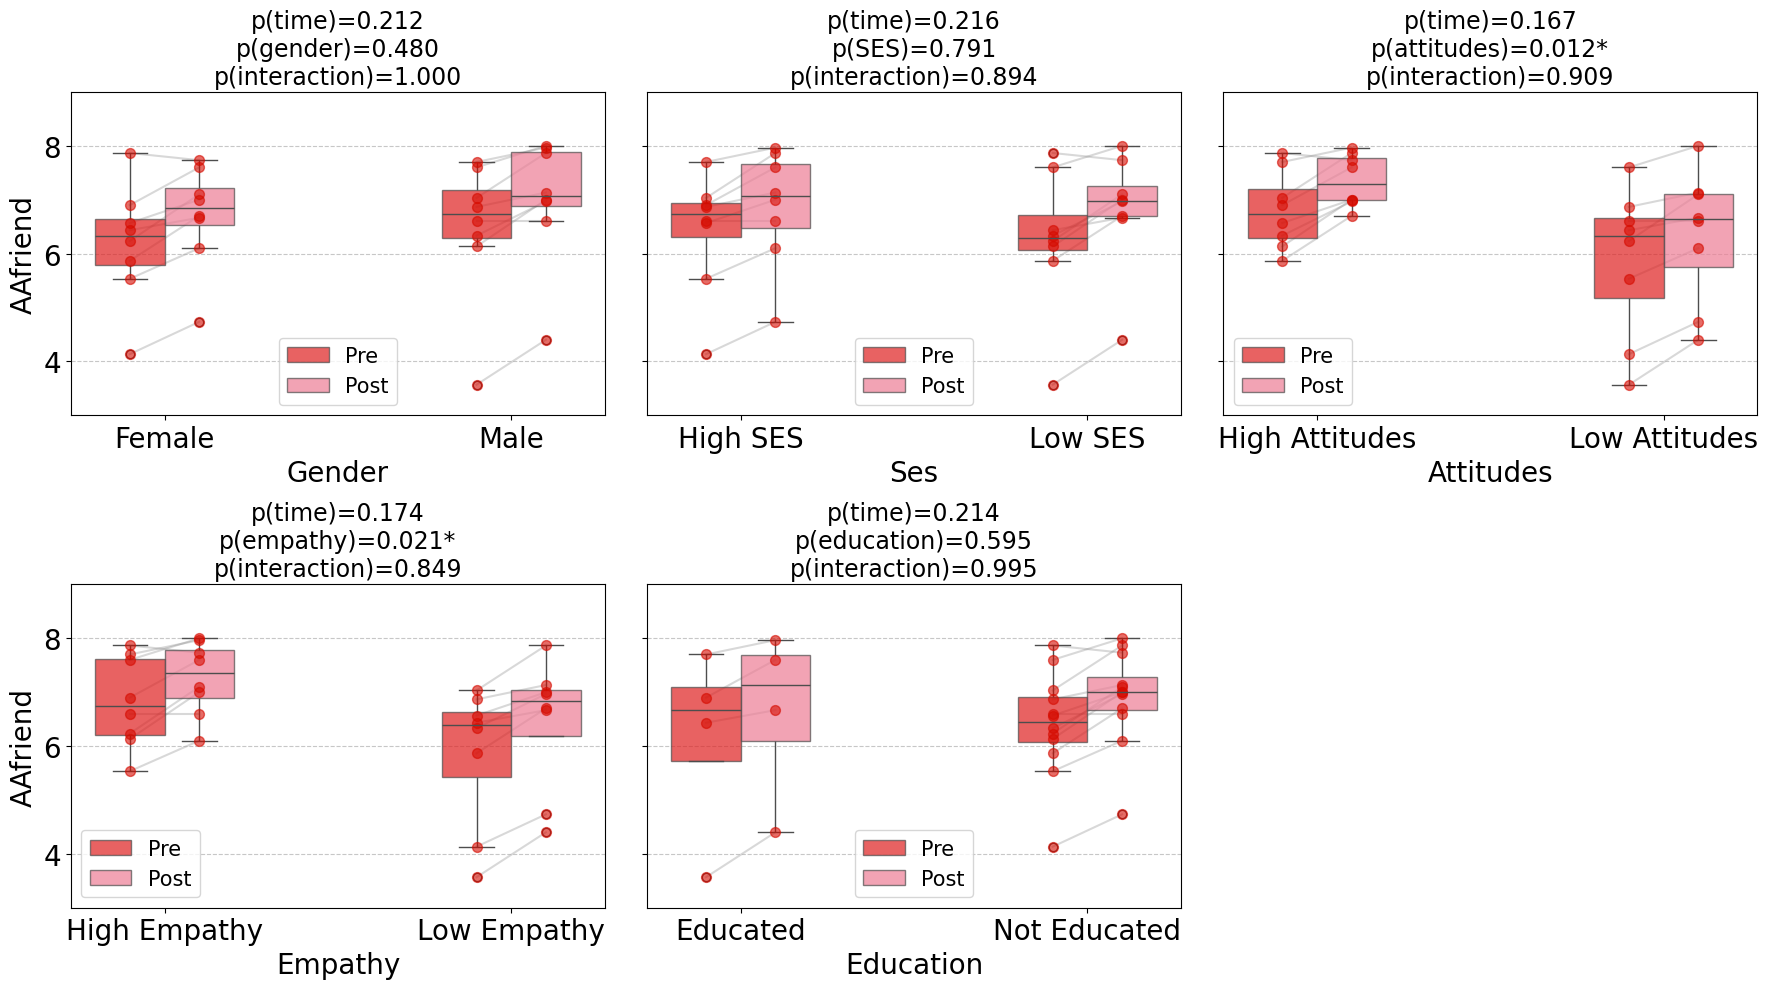 p(time)=0.212
p(gender)=0.480
p(interaction)=1.000
p(time)=0.216
p(SES)=0.791
p(interaction)=0.894
p(time)=0.167
p(attitudes)=0.012*
p(interaction)=0.909
AAfriend
8
6
4
Pre
Post
Pre
Post
Pre
Post
Female
Male
High SES
Low SES
High Attitudes
Low Attitudes
Gender
Ses
Attitudes
p(time)=0.174
p(empathy)=0.021*
p(interaction)=0.849
p(time)=0.214
p(education)=0.595
p(interaction)=0.995
AAfriend
8
6
4
Pre
Post
Pre
Post
High Empathy
Low Empathy
Educated
Not Educated
Empathy
Education